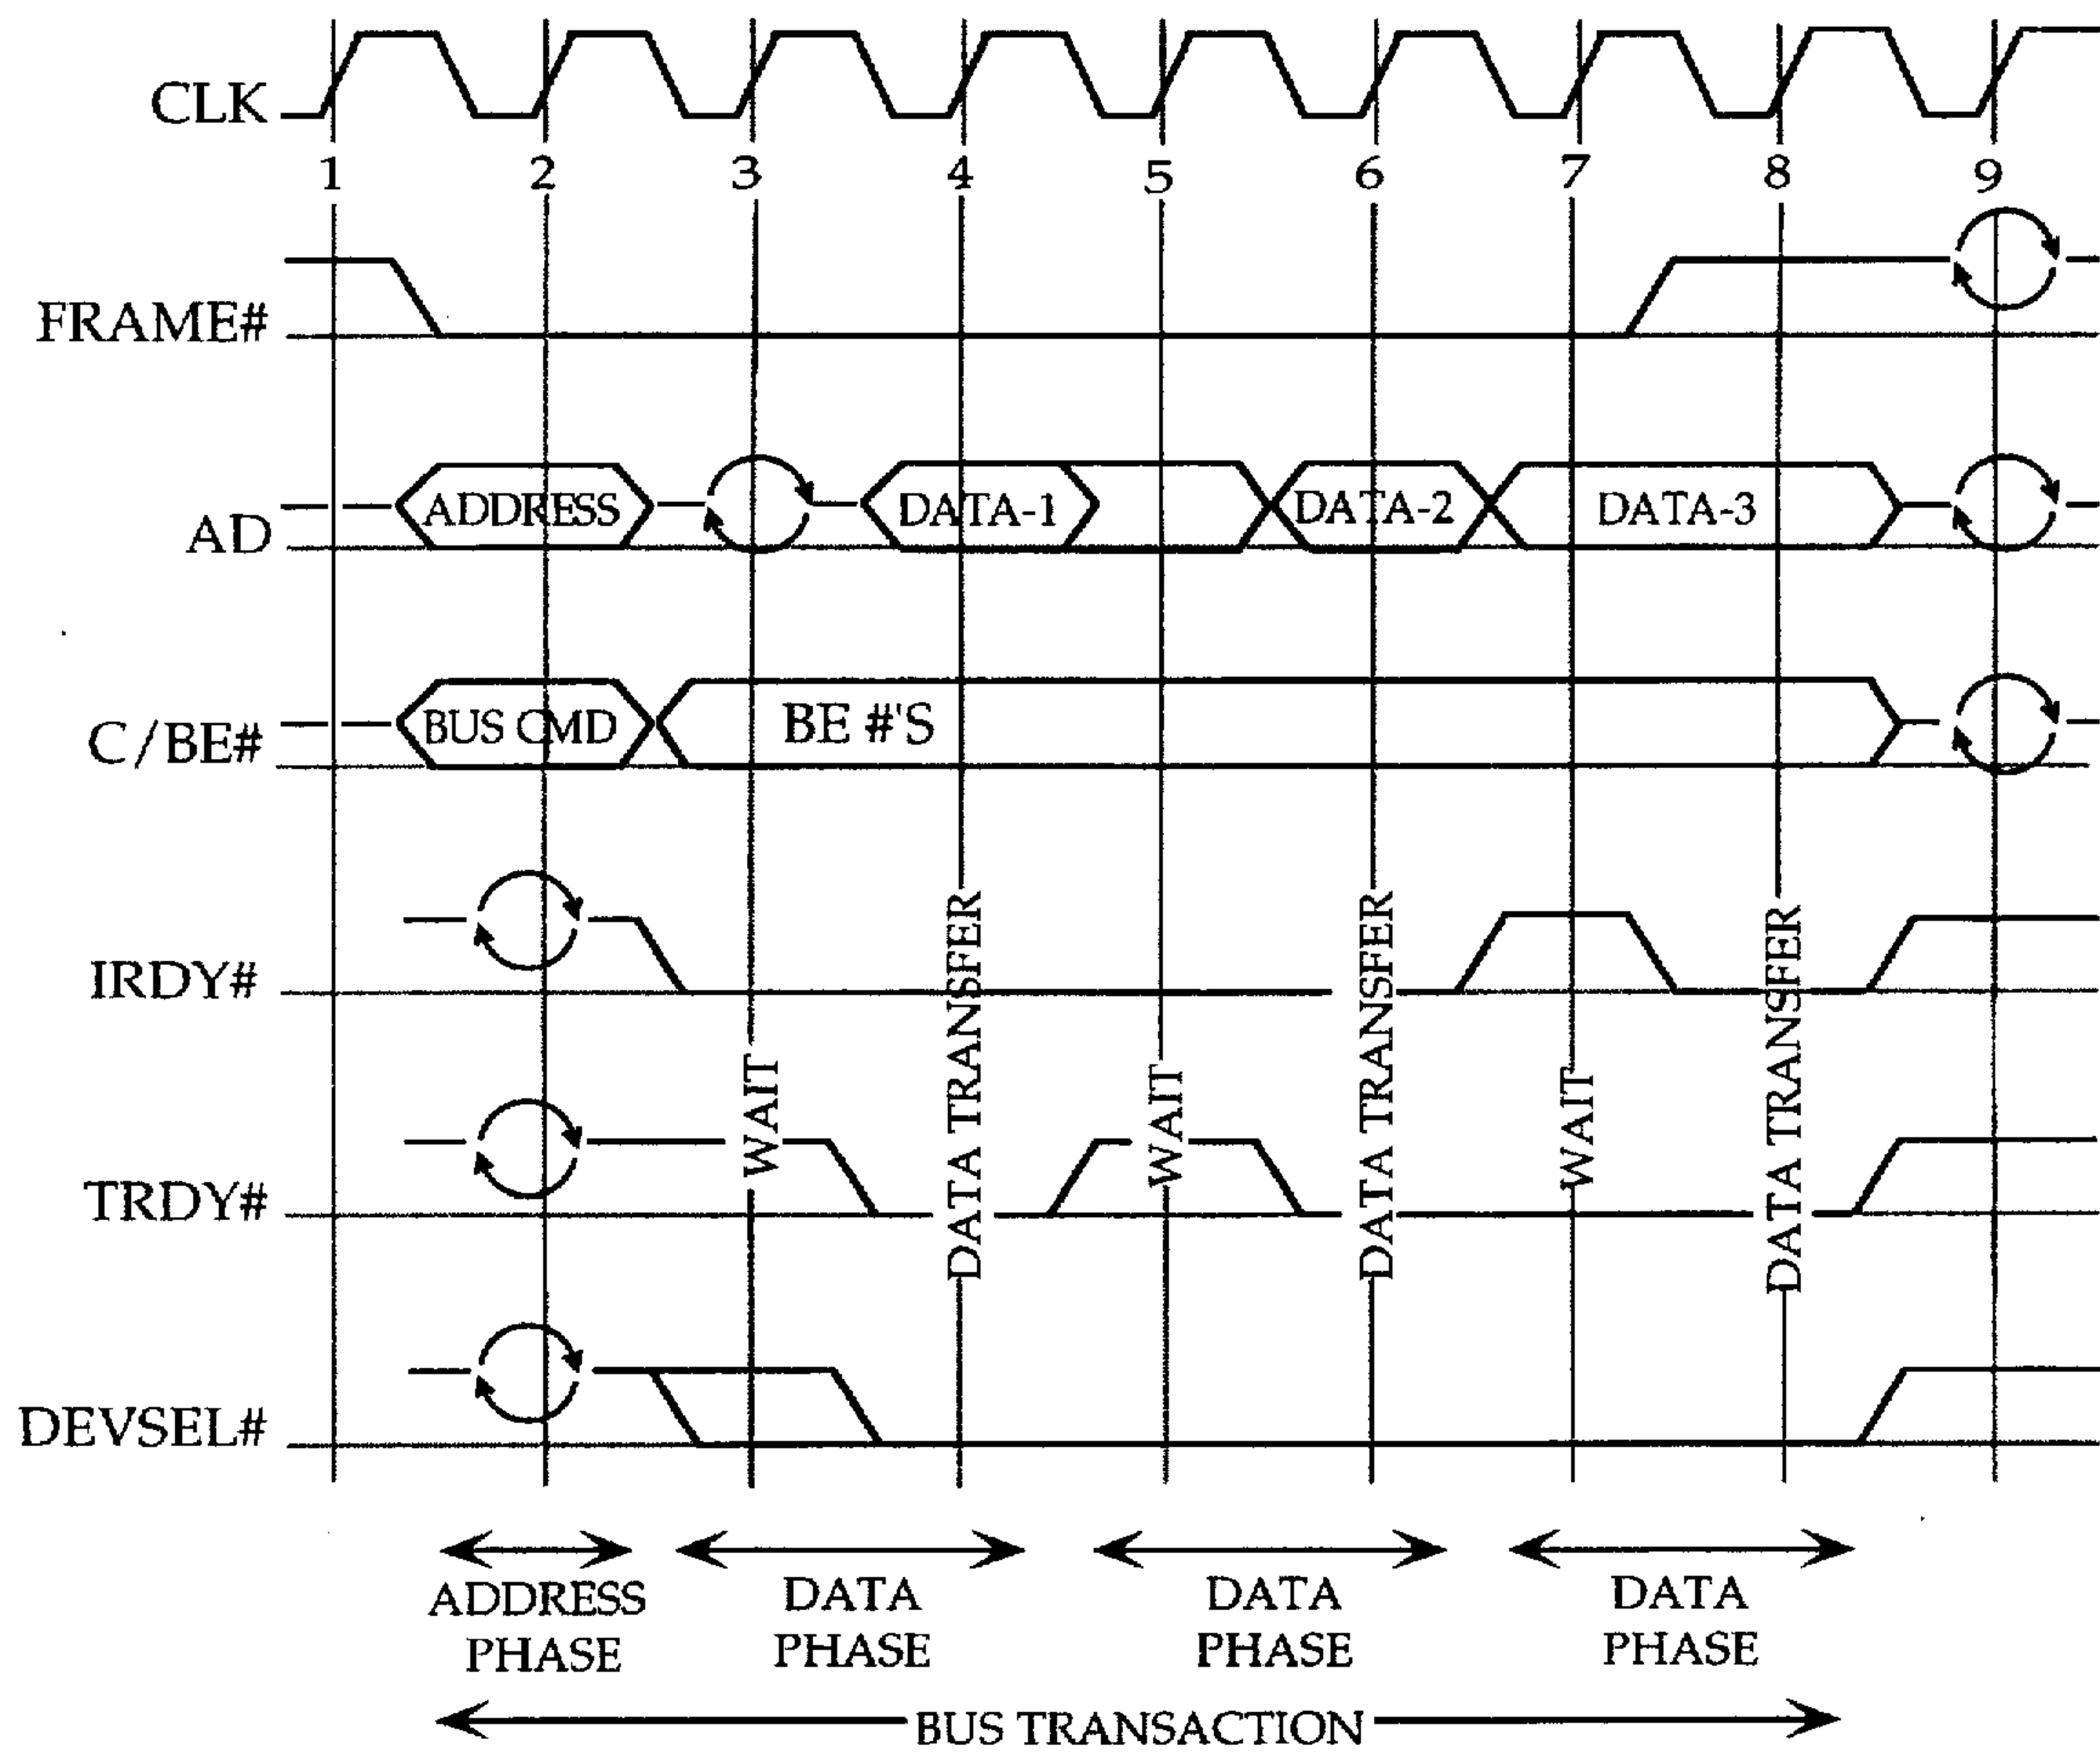 CLK
1 2 3 4 5 6 7 8 9
FRAME#
AD
ADDRESS
DATA-1
DATA-2
DATA-3
C/BE#
BUS CMD
BE #'S
IRDY#
TRDY#
WAIT
DATA TRANSFER
WAIT
DATA TRANSFER
WAIT
DATA TRANSFER
DEVSEL#
ADDRESS
PHASE
DATA
PHASE
DATA
PHASE
DATA
PHASE
BUS TRANSACTION